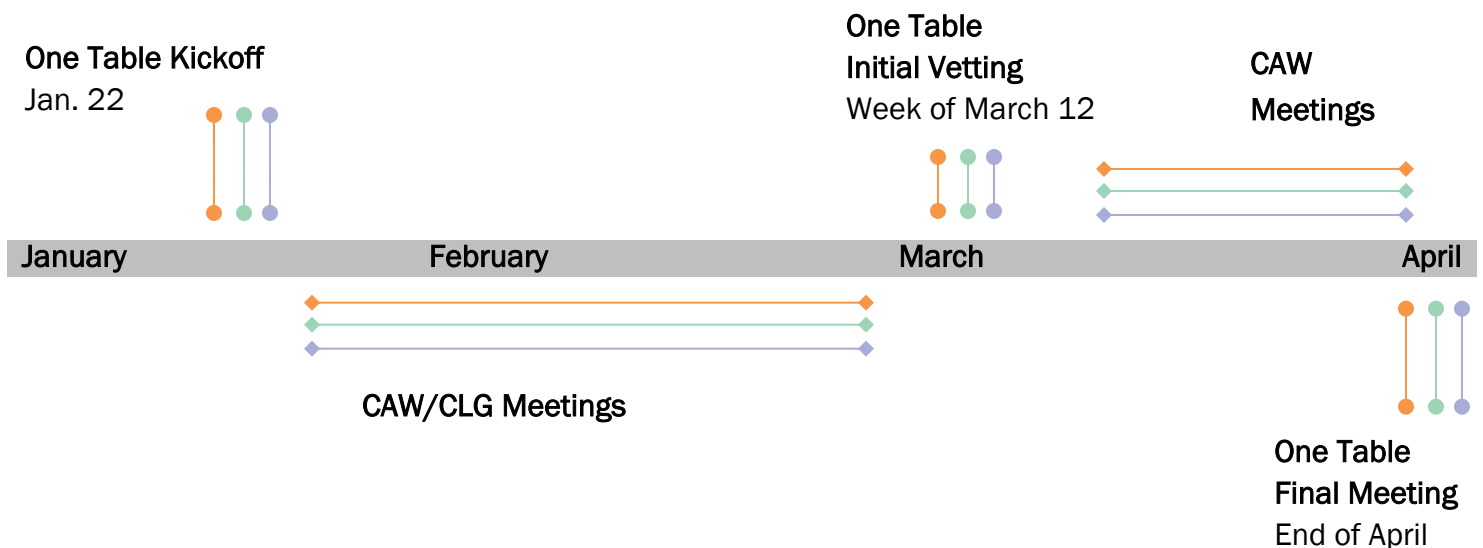 One Table Kickoff
Jan. 22
One Table
Initial Vetting
Week of March 12
CAW
Meetings
January February March April
CAW/CLG Meetings
One Table
Final Meeting
End of April